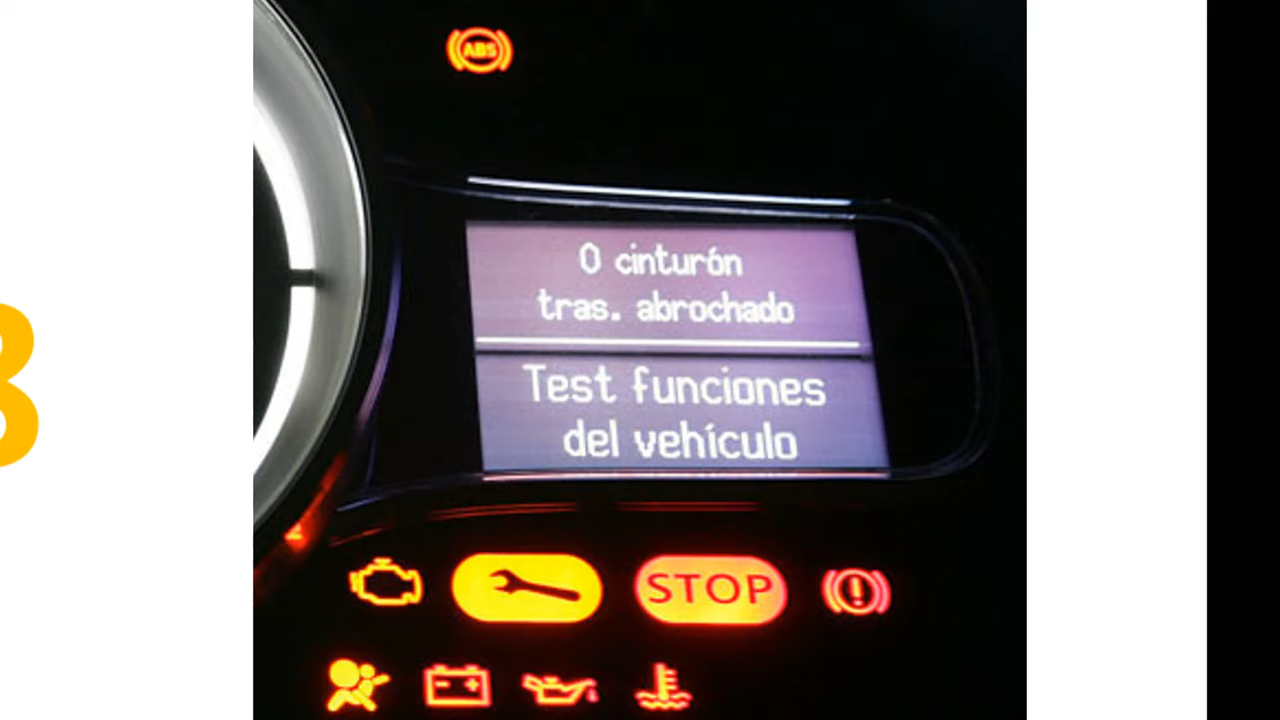 ABS
0 cinturón
tras. abrochado
Test funciones
del vehículo
STOP